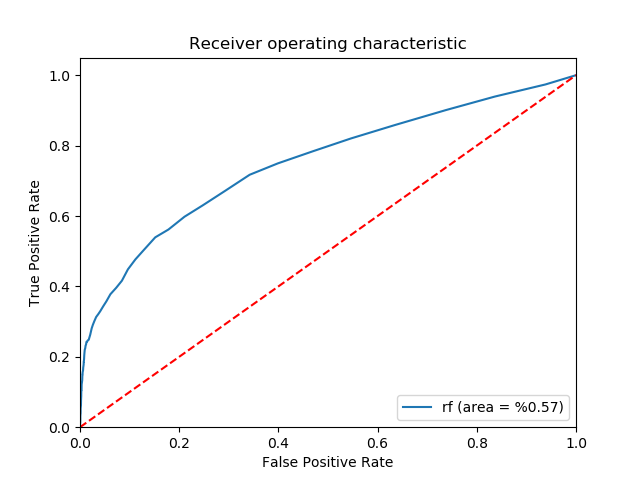 Receiver operating characteristic
True Positive Rate
1.0
0.8
0.6
0.4
0.2
0.0
rf (area = %0.57)
0.0 0.2 0.4 0.6 0.8 1.0
False Positive Rate